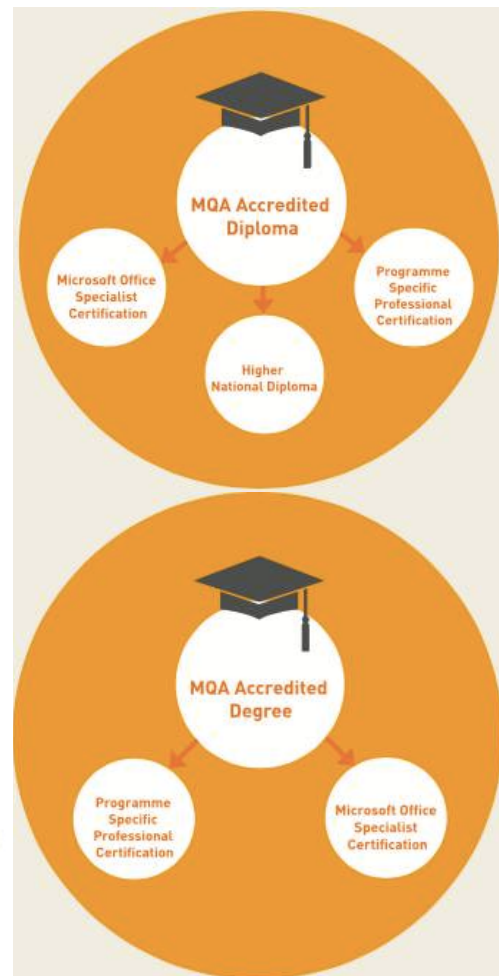 MQA Accredited
Diploma
Microsoft Office
Specialist
Certification
Programme
Specific
Professional
Certification
Higher
National Diploma
MQA Accredited
Degree
Programme
Specific
Professional
Certification
Microsoft Office
Specialist
Certification